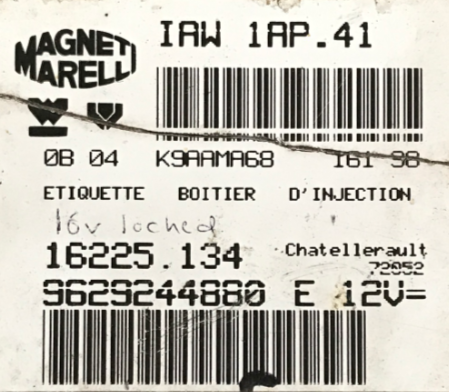 IAW 1AP.41
MAGNETI
MARELLI
0B 04 K9AAMA68 161 98
ETIQUETTE BOITIER D'INJECTION
16v locked
16225.134 Chatellerault
72052
9629244880 E 12V=